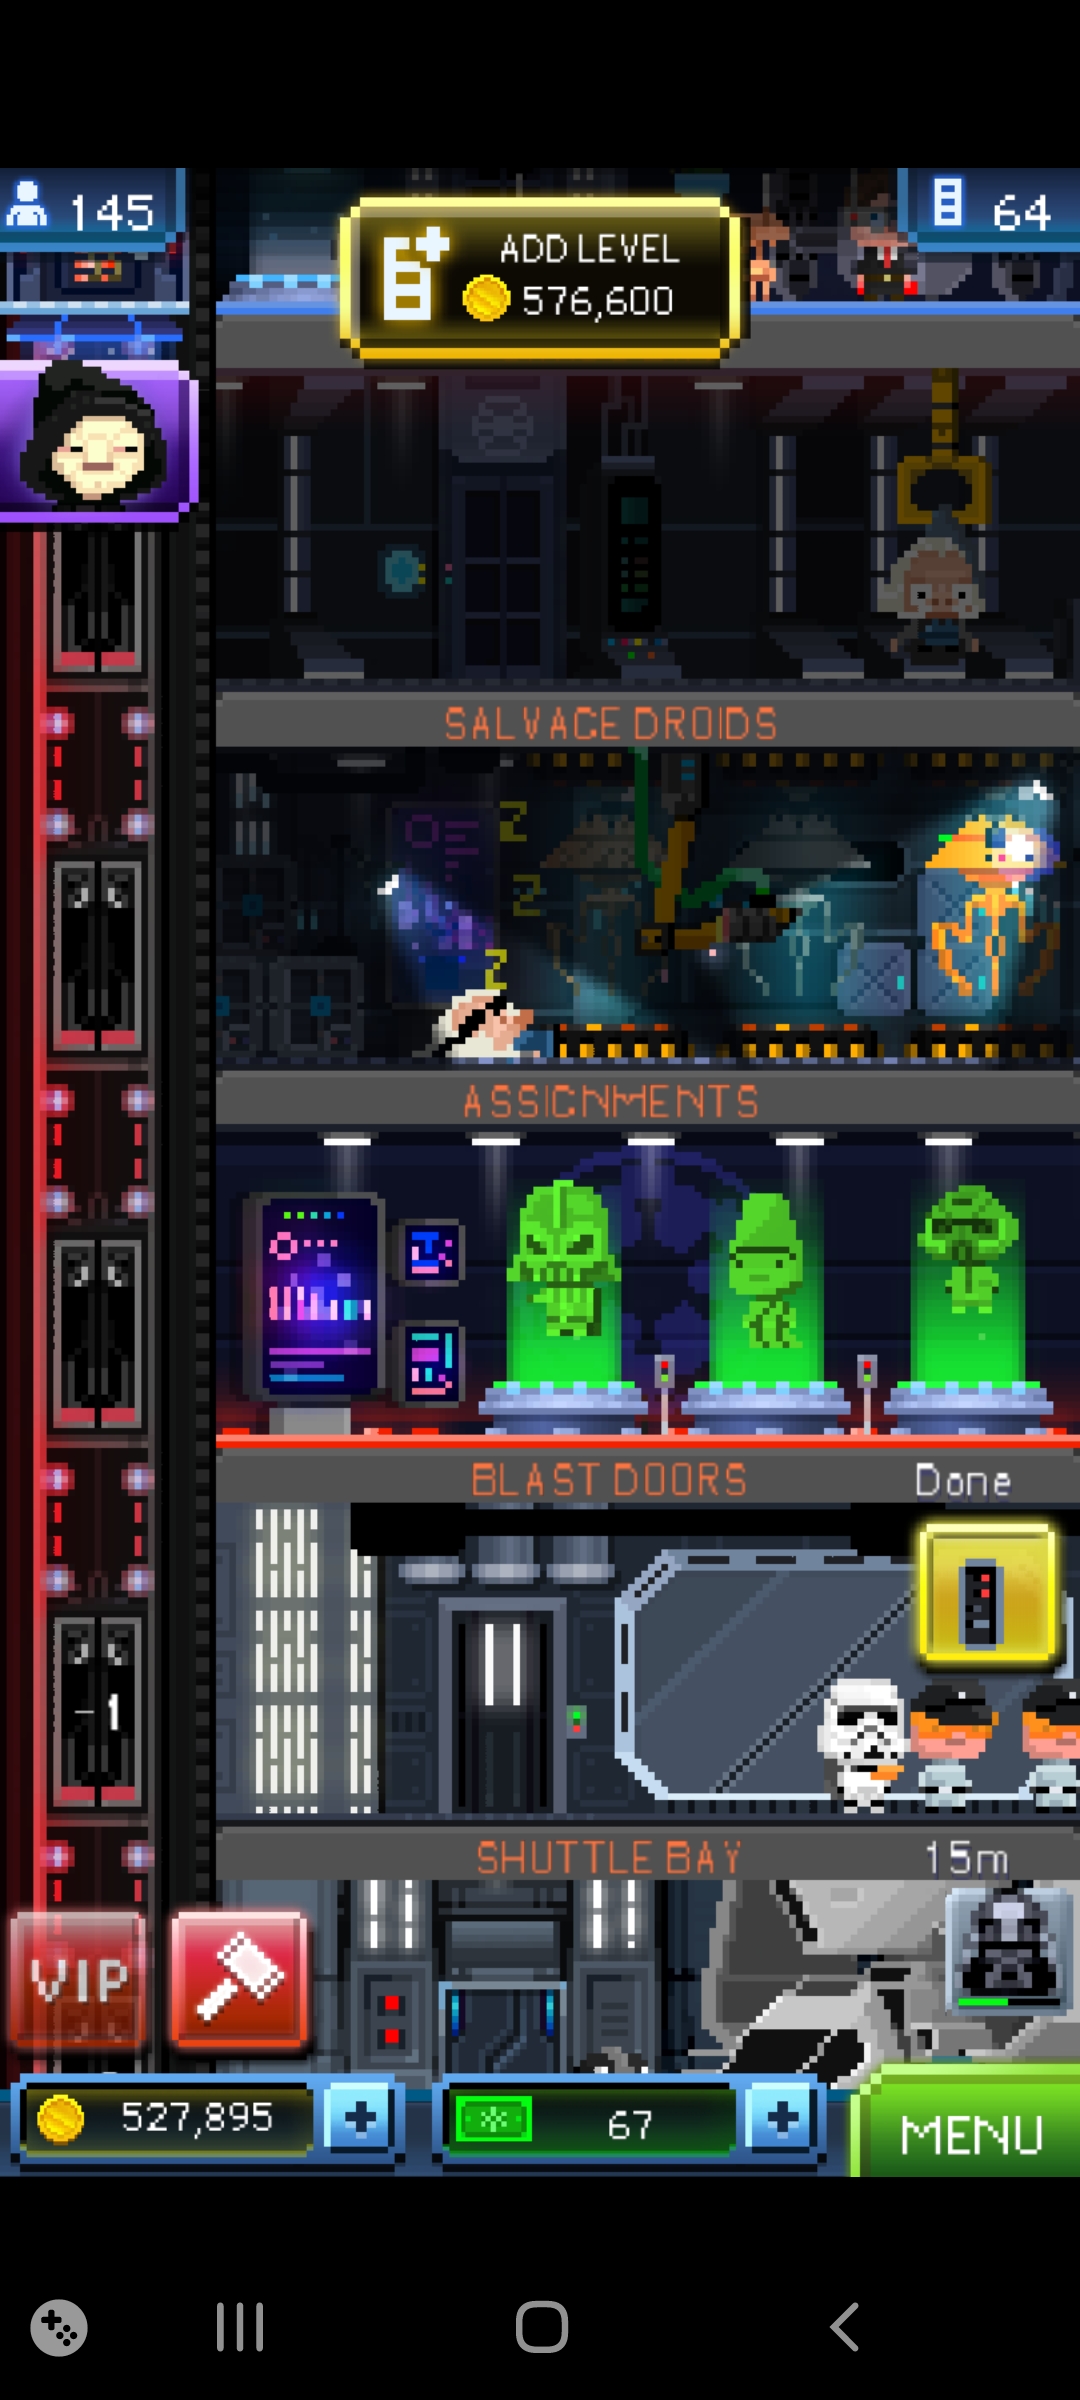 145
ADD LEVEL
576,600
64
SALVAGE DROIDS
Z
Z
Z
ASSIGNMENTS
BLAST DOORS
Done
-1
SHUTTLE BAY
15m
VIP
527,895
+
67
+
MENU